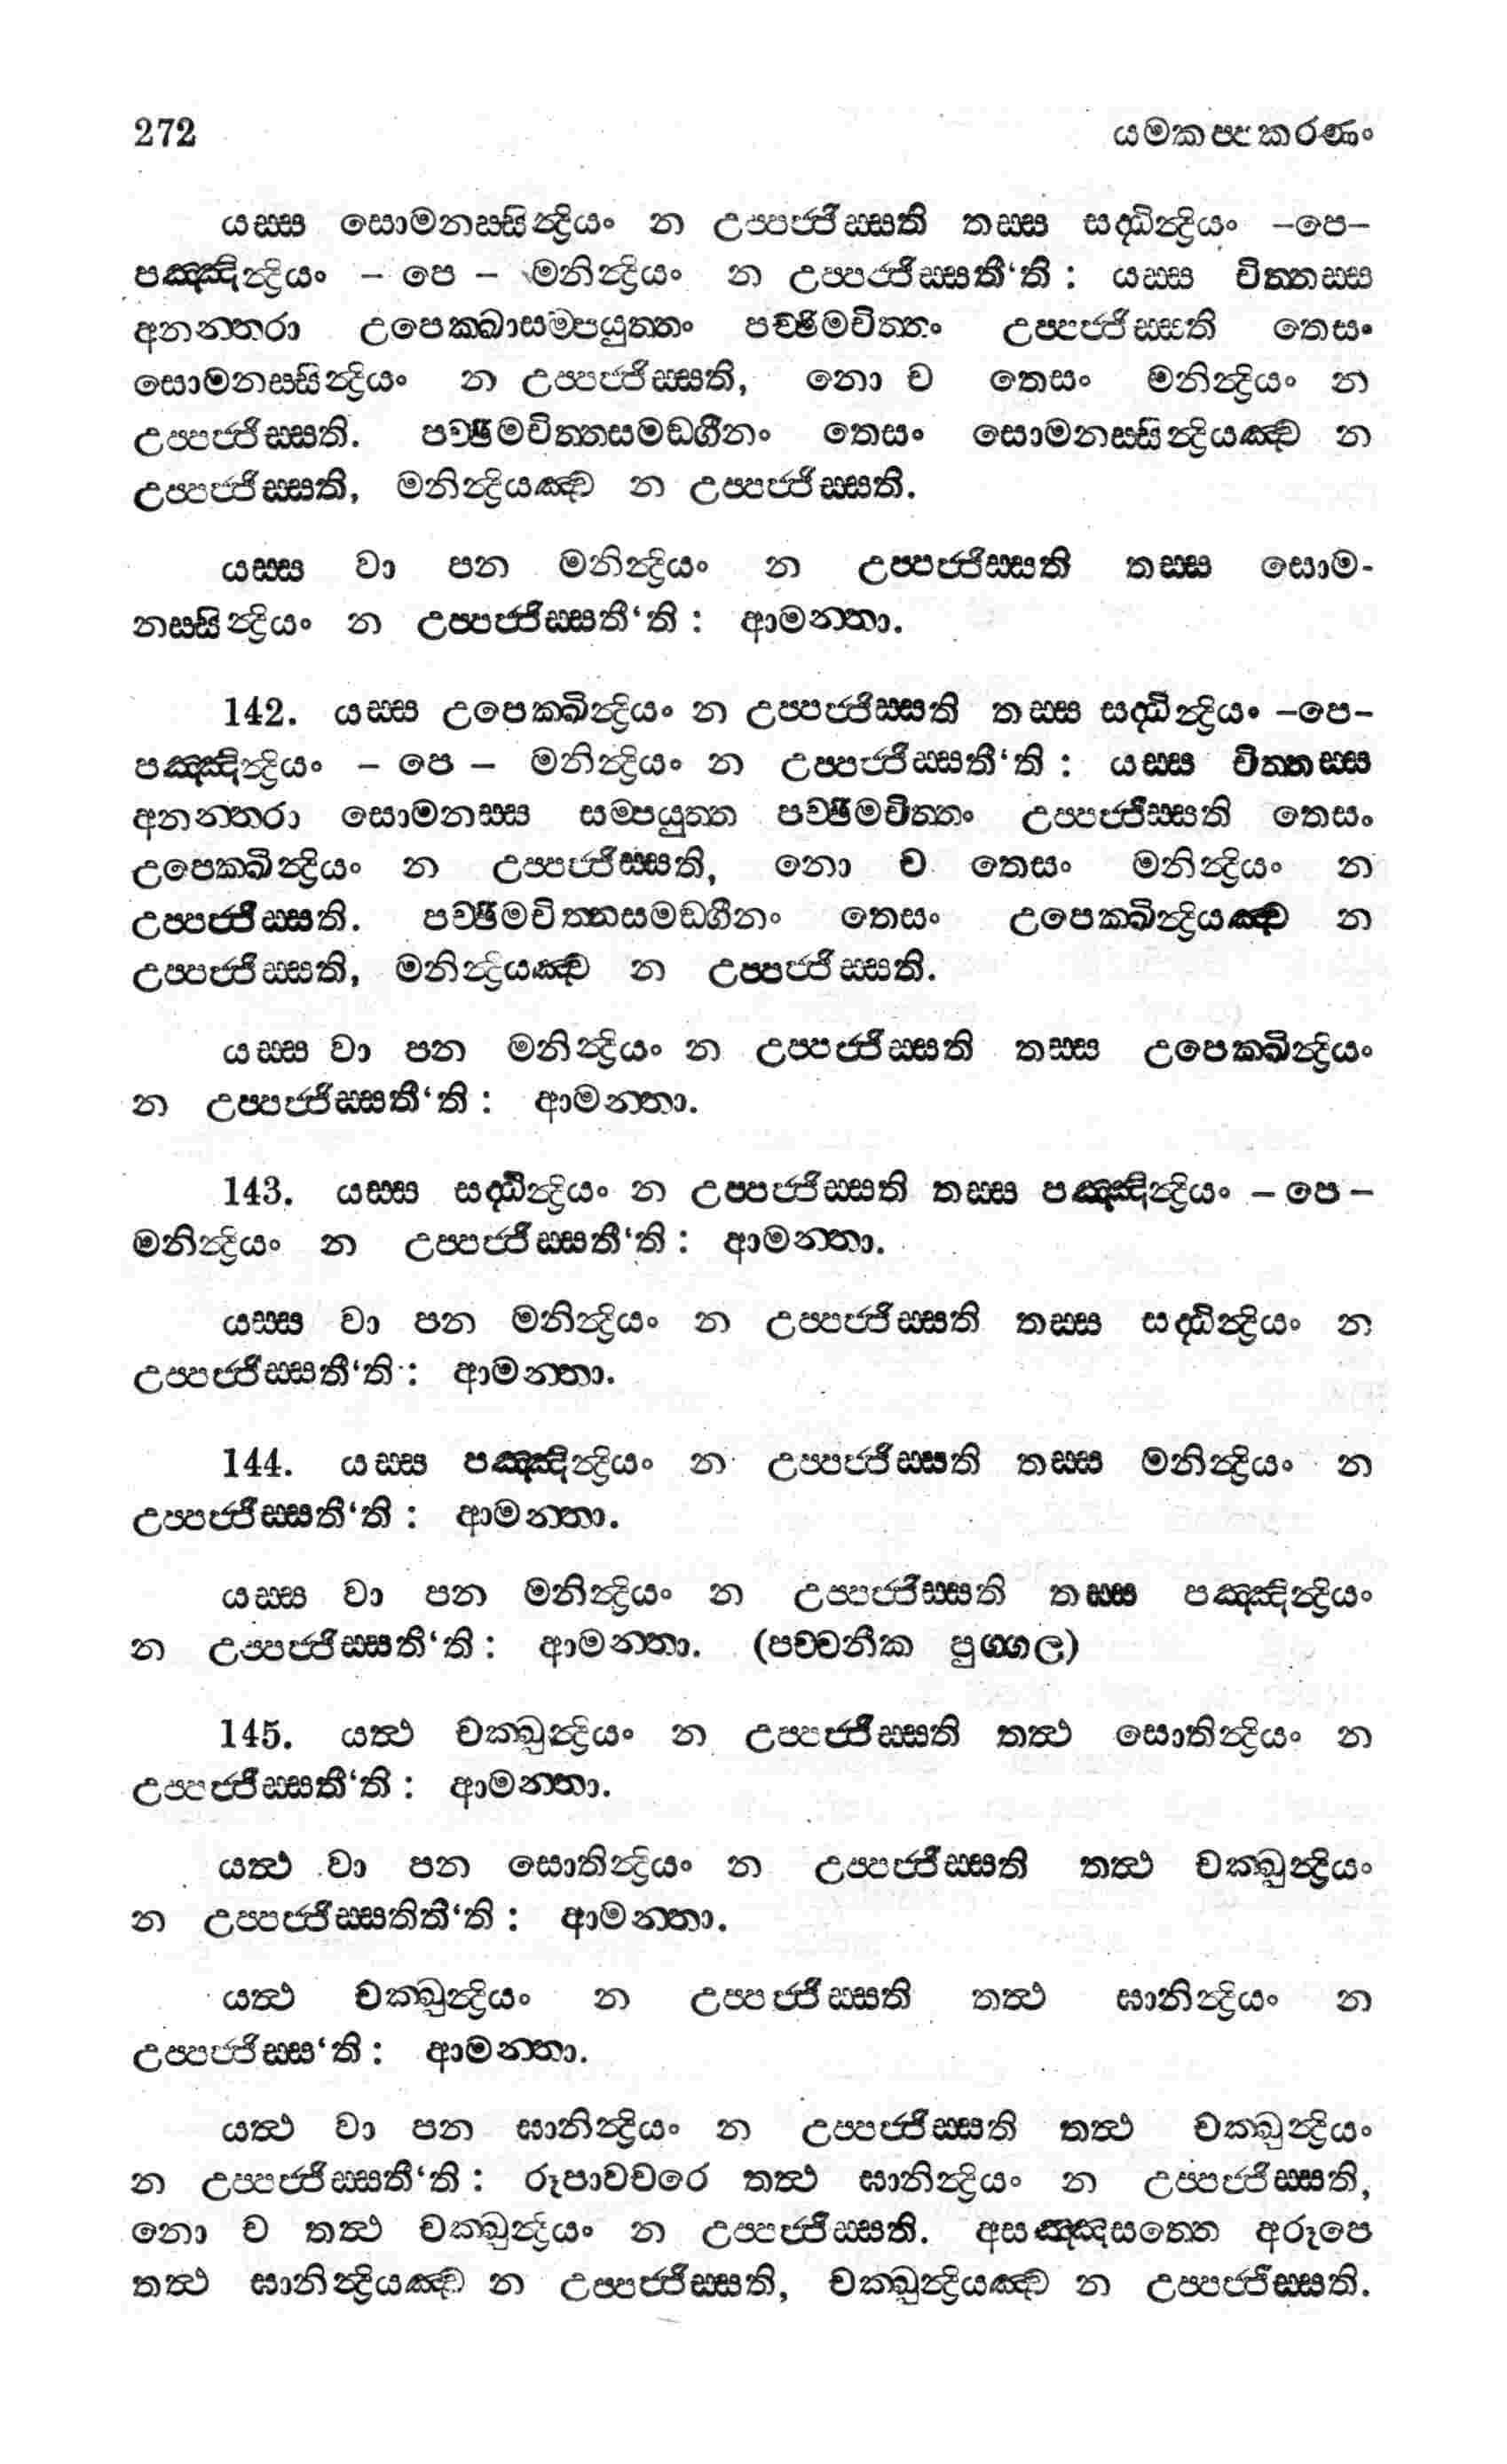 272 යමකප්පකරණං
යස්ස සොමනස්සින්ද්‍රියං න උප්පජ්ජිස්සති තස්ස සද්ධින්ද්‍රියං –පෙ–
පඤ්ඤින්ද්‍රියං – පෙ – මනින්ද්‍රියං න උප්පජ්ජිස්සතී‘ති : යස්ස චිත්තස්ස
අනන්තරා උපෙක්ඛාසම්පයුත්තං පච්ඡිමචිත්තං උප්පජ්ජිස්සති තෙසං
සොමනස්සින්ද්‍රියං න උප්පජ්ජිස්සති, නො ච තෙසං මනින්ද්‍රියං න
උප්පජ්ජිස්සති. පච්ඡිමචිත්තසමඞ්ගීනං තෙසං සොමනස්සින්ද්‍රියඤ්ච න
උප්පජ්ජිස්සති, මනින්ද්‍රියඤ්ච න උප්පජ්ජිස්සති.
යස්ස වා පන මනින්ද්‍රියං න උප්පජ්ජිස්සති තස්ස සොම-
නස්සින්ද්‍රියං න උප්පජ්ජිස්සතී‘ති : ආමන්තා.
142. යස්ස උපෙක්ඛින්ද්‍රියං න උප්පජ්ජිස්සති තස්ස සද්ධින්ද්‍රියං –පෙ–
පඤ්ඤින්ද්‍රියං – පෙ – මනින්ද්‍රියං න උප්පජ්ජිස්සතී‘ති : යස්ස චිත්තස්ස
අනන්තරා සොමනස්ස සම්පයුත්ත පච්ඡිමචිත්තං උප්පජ්ජිස්සති තෙසං
උපෙක්ඛින්ද්‍රියං න උප්පජ්ජිස්සති, නො ච තෙසං මනින්ද්‍රියං න
උප්පජ්ජිස්සති. පච්ඡිමචිත්තසමඞ්ගීනං තෙසං උපෙක්ඛින්ද්‍රියඤ්ච න
උප්පජ්ජිස්සති, මනින්ද්‍රියඤ්ච න උප්පජ්ජිස්සති.
යස්ස වා පන මනින්ද්‍රියං න උප්පජ්ජිස්සති තස්ස උපෙක්ඛින්ද්‍රියං
න උප්පජ්ජිස්සතී‘ති : ආමන්තා.
143. යස්ස සද්ධින්ද්‍රියං න උප්පජ්ජිස්සති තස්ස පඤ්ඤින්ද්‍රියං – පෙ –
මනින්ද්‍රියං න උප්පජ්ජිස්සතී‘ති : ආමන්තා.
යස්ස වා පන මනින්ද්‍රියං න උප්පජ්ජිස්සති තස්ස සද්ධින්ද්‍රියං න
උප්පජ්ජිස්සතී‘ති : ආමන්තා.
144. යස්ස පඤ්ඤින්ද්‍රියං න උප්පජ්ජිස්සති තස්ස මනින්ද්‍රියං න
උප්පජ්ජිස්සතී‘ති : ආමන්තා.
යස්ස වා පන මනින්ද්‍රියං න උප්පජ්ජිස්සති තස්ස පඤ්ඤින්ද්‍රියං
න උප්පජ්ජිස්සති‘ති : ආමන්තා. (පච්චනීක පුග්ගල)
145. යත්ථ චක්ඛුන්ද්‍රියං න උප්පජ්ජිස්සති තත්ථ සොතින්ද්‍රියං න
උප්පජ්ජිස්සතී‘ති : ආමන්තා.
යත්ථ වා පන සොතින්ද්‍රියං න උප්පජ්ජිස්සති තත්ථ චක්ඛුන්ද්‍රියං
න උප්පජ්ජිස්සතිතී‘ති : ආමන්තා.
යත්ථ චක්ඛුන්ද්‍රියං න උප්පජ්ජිස්සති තත්ථ ඝානින්ද්‍රියං න
උප්පජ්ජිස්ස‘ති : ආමන්තා.
යත්ථ වා පන ඝානින්ද්‍රියං න උප්පජ්ජිස්සති තත්ථ චක්ඛුන්ද්‍රියං
න උප්පජ්ජිස්සතී‘ති : රූපාවචරෙ තත්ථ ඝානින්ද්‍රියං න උප්පජ්ජිස්සති,
නො ච තත්ථ චක්ඛුන්ද්‍රියං න උප්පජ්ජිස්සති. අසඤ්ඤසත්තෙ අරූපෙ
තත්ථ ඝානින්ද්‍රියඤ්ච න උප්පජ්ජිස්සති, චක්ඛුන්ද්‍රියඤ්ච න උප්පජ්ජිස්සති.